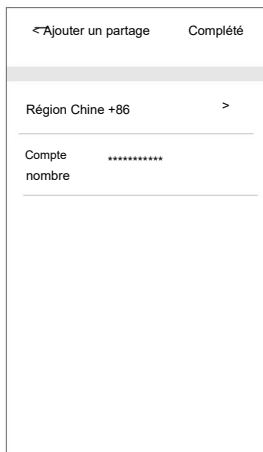 < Ajouter un partage Complété
Région Chine +86 >
Compte ***********
nombre